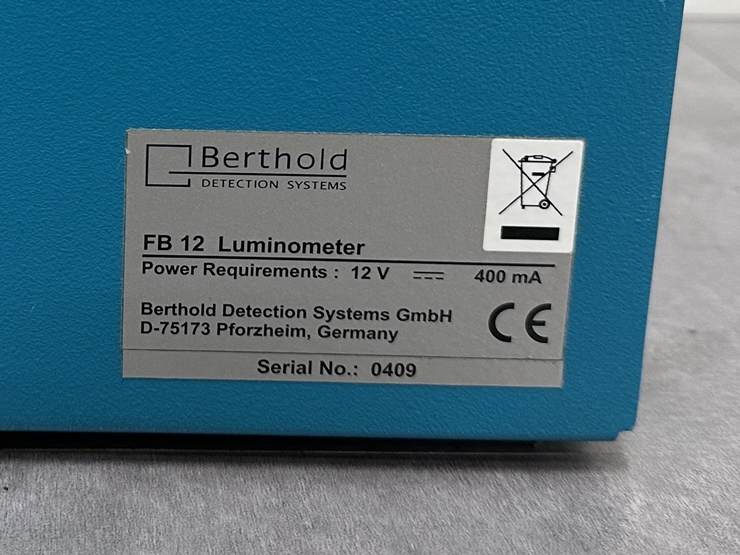 Berthold
DETECTION SYSTEMS
FB 12 Luminometer
Power Requirements : 12 V ⎓ 400 mA
Berthold Detection Systems GmbH
D-75173 Pforzheim, Germany
CE
Serial No.: 0409